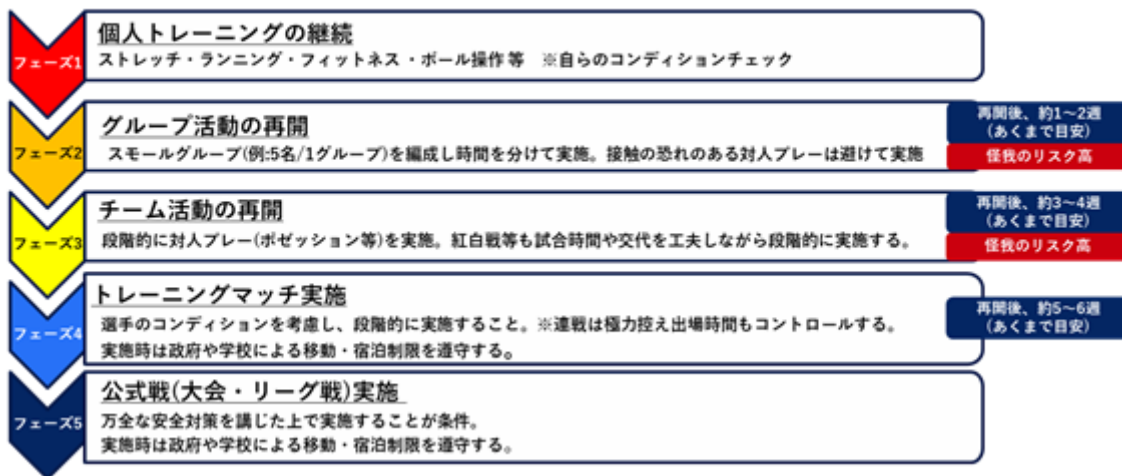 フェーズ1
個人トレーニングの継続
ストレッチ・ランニング・フィットネス・ボール操作 等　※自らのコンディションチェック
フェーズ2
グループ活動の再開
スモールグループ(例:5名/1グループ)を編成し時間を分けて実施。接触の恐れのある対人プレーは避けて実施
再開後、約1～2週
(あくまで目安)
怪我のリスク高
フェーズ3
チーム活動の再開
段階的に対人プレー(ポゼッション等)を実施。紅白戦等も試合時間や交代を工夫しながら段階的に実施する。
再開後、約3～4週
(あくまで目安)
怪我のリスク高
フェーズ4
トレーニングマッチ実施
選手のコンディションを考慮し、段階的に実施すること。※連戦は極力控え出場時間もコントロールする。
実施時は政府や学校による移動・宿泊制限を遵守する。
再開後、約5～6週
(あくまで目安)
フェーズ5
公式戦(大会・リーグ戦)実施
万全な安全対策を講じた上で実施することが条件。
実施時は政府や学校による移動・宿泊制限を遵守する。